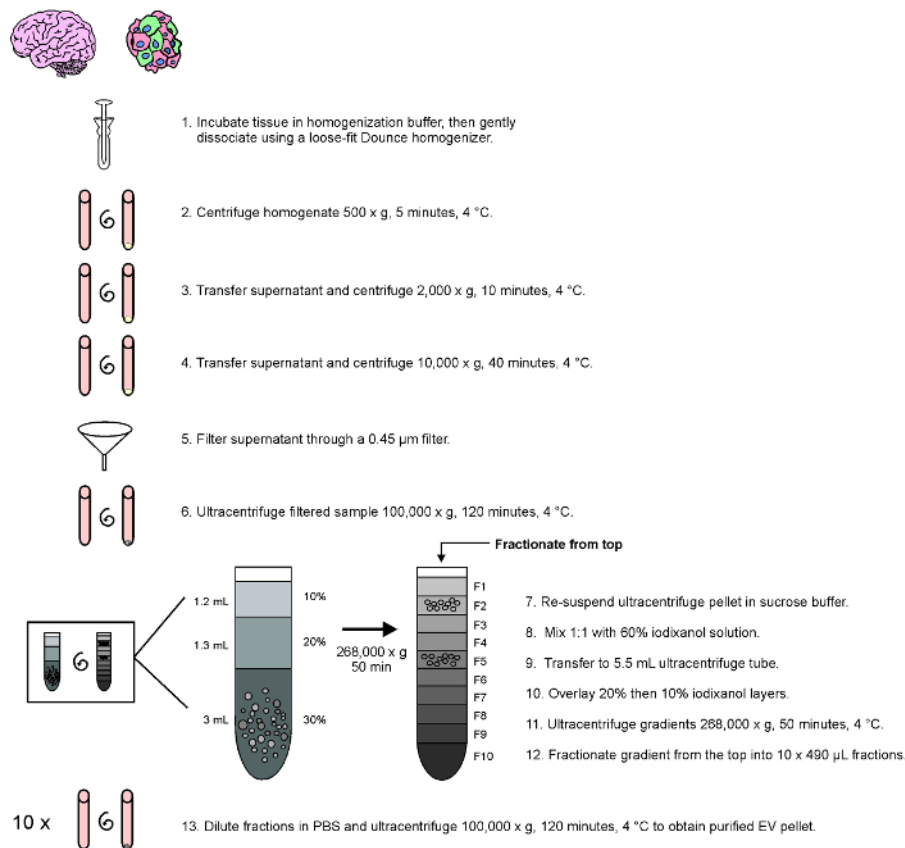 1. Incubate tissue in homogenization buffer, then gently
dissociate using a loose-fit Dounce homogenizer.
2. Centrifuge homogenate 500 x g, 5 minutes, 4 °C.
3. Transfer supernatant and centrifuge 2,000 x g, 10 minutes, 4 °C.
4. Transfer supernatant and centrifuge 10,000 x g, 40 minutes, 4 °C.
5. Filter supernatant through a 0.45 µm filter.
6. Ultracentrifuge filtered sample 100,000 x g, 120 minutes, 4 °C.
Fractionate from top
1.2 mL
10%
1.3 mL
20%
3 mL
30%
268,000 x g
50 min
F1
F2
F3
F4
F5
F6
F7
F8
F9
F10
7. Re-suspend ultracentrifuge pellet in sucrose buffer.
8. Mix 1:1 with 60% iodixanol solution.
9. Transfer to 5.5 mL ultracentrifuge tube.
10. Overlay 20% then 10% iodixanol layers.
11. Ultracentrifuge gradients 268,000 x g, 50 minutes, 4 °C.
12. Fractionate gradient from the top into 10 x 490 µL fractions.
10 x
13. Dilute fractions in PBS and ultracentrifuge 100,000 x g, 120 minutes, 4 °C to obtain purified EV pellet.